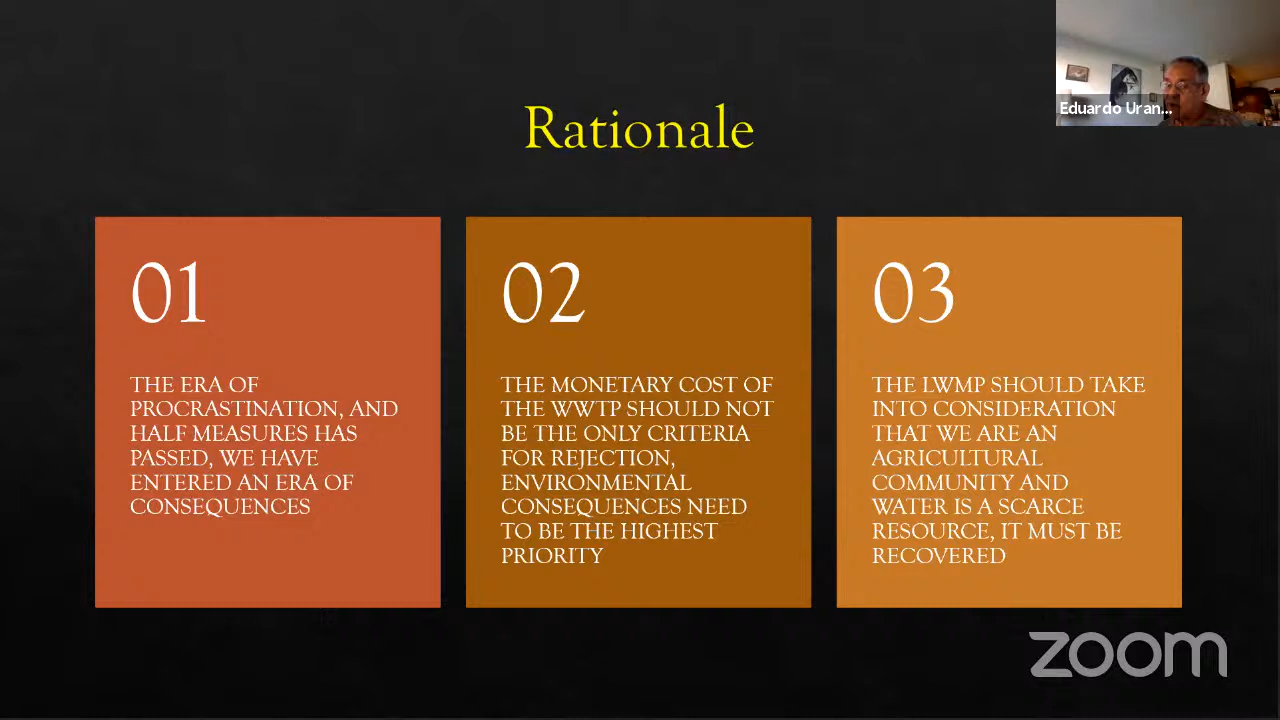 Eduardo Uran...
Rationale
01
THE ERA OF
PROCRASTINATION, AND
HALF MEASURES HAS
PASSED, WE HAVE
ENTERED AN ERA OF
CONSEQUENCES
02
THE MONETARY COST OF
THE WWTP SHOULD NOT
BE THE ONLY CRITERIA
FOR REJECTION,
ENVIRONMENTAL
CONSEQUENCES NEED
TO BE THE HIGHEST
PRIORITY
03
THE LWMP SHOULD TAKE
INTO CONSIDERATION
THAT WE ARE AN
AGRICULTURAL
COMMUNITY AND
WATER IS A SCARCE
RESOURCE, IT MUST BE
RECOVERED
zoom